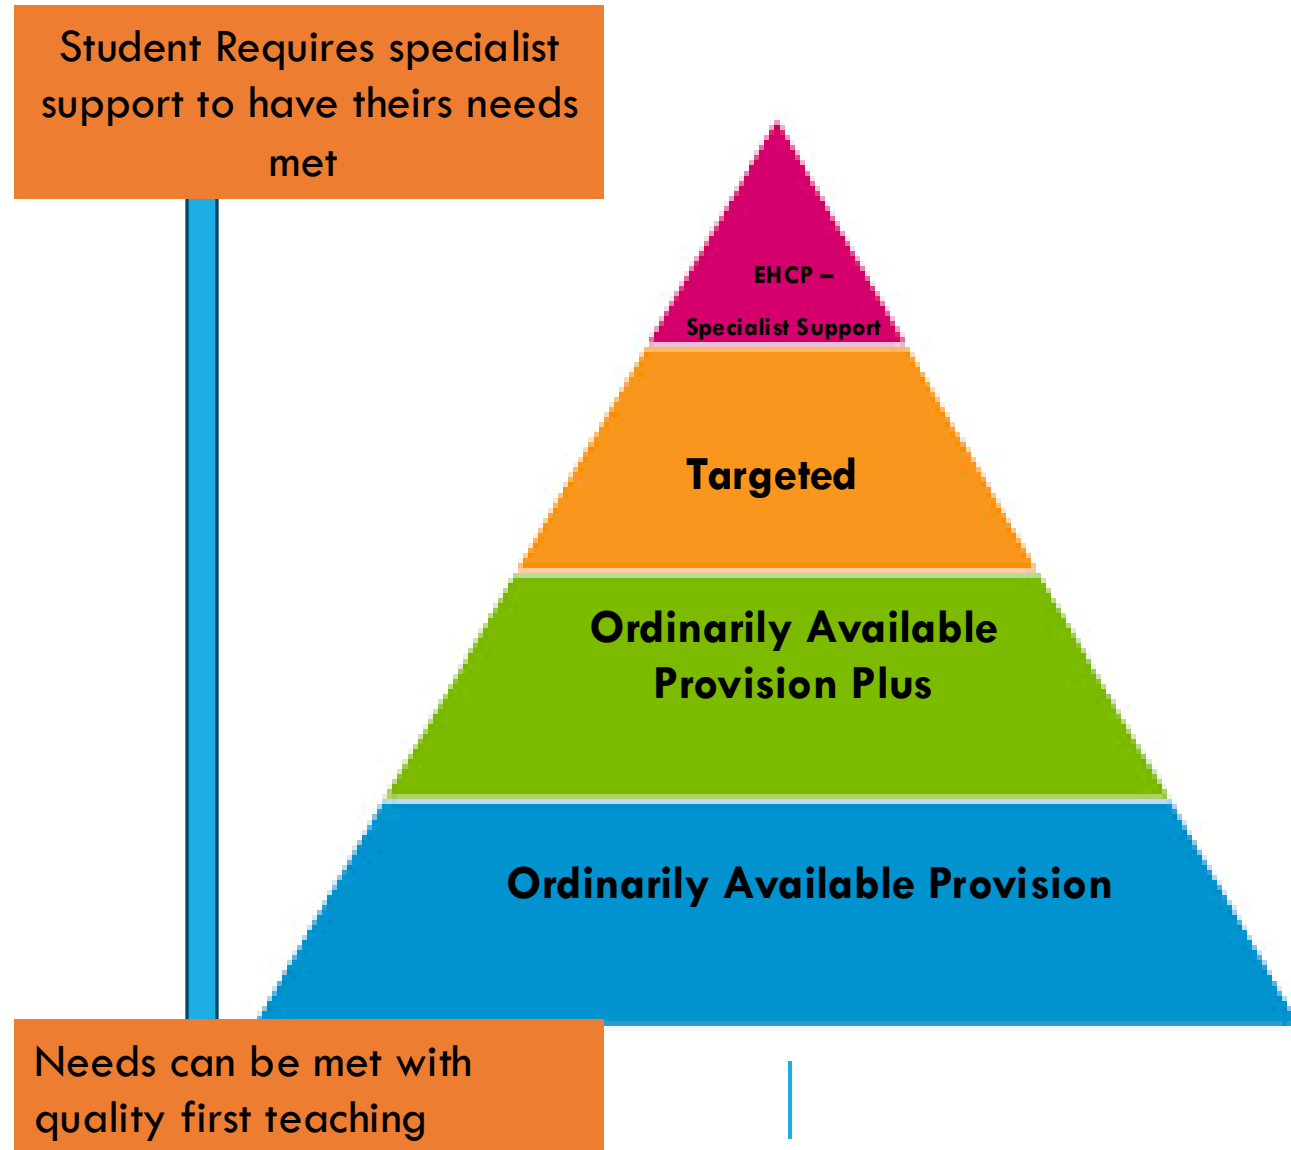 Student Requires specialist
support to have theirs needs
met
EHCP –
Specialist Support
Targeted
Ordinarily Available
Provision Plus
Ordinarily Available Provision
Needs can be met with
quality first teaching